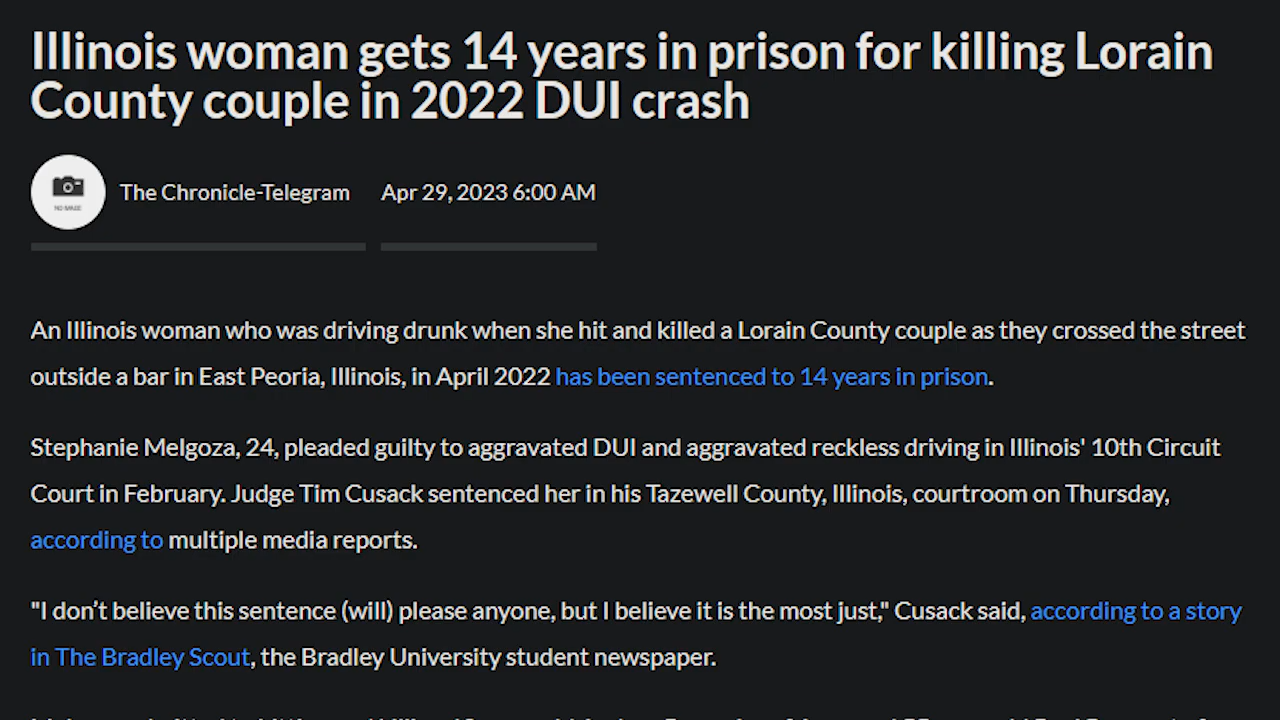 Illinois woman gets 14 years in prison for killing Lorain
County couple in 2022 DUI crash
NO IMAGE
The Chronicle-Telegram Apr 29, 2023 6:00 AM
An Illinois woman who was driving drunk when she hit and killed a Lorain County couple as they crossed the street
outside a bar in East Peoria, Illinois, in April 2022 has been sentenced to 14 years in prison.
Stephanie Melgoza, 24, pleaded guilty to aggravated DUI and aggravated reckless driving in Illinois' 10th Circuit
Court in February. Judge Tim Cusack sentenced her in his Tazewell County, Illinois, courtroom on Thursday,
according to multiple media reports.
"I don’t believe this sentence (will) please anyone, but I believe it is the most just," Cusack said, according to a story
in The Bradley Scout, the Bradley University student newspaper.